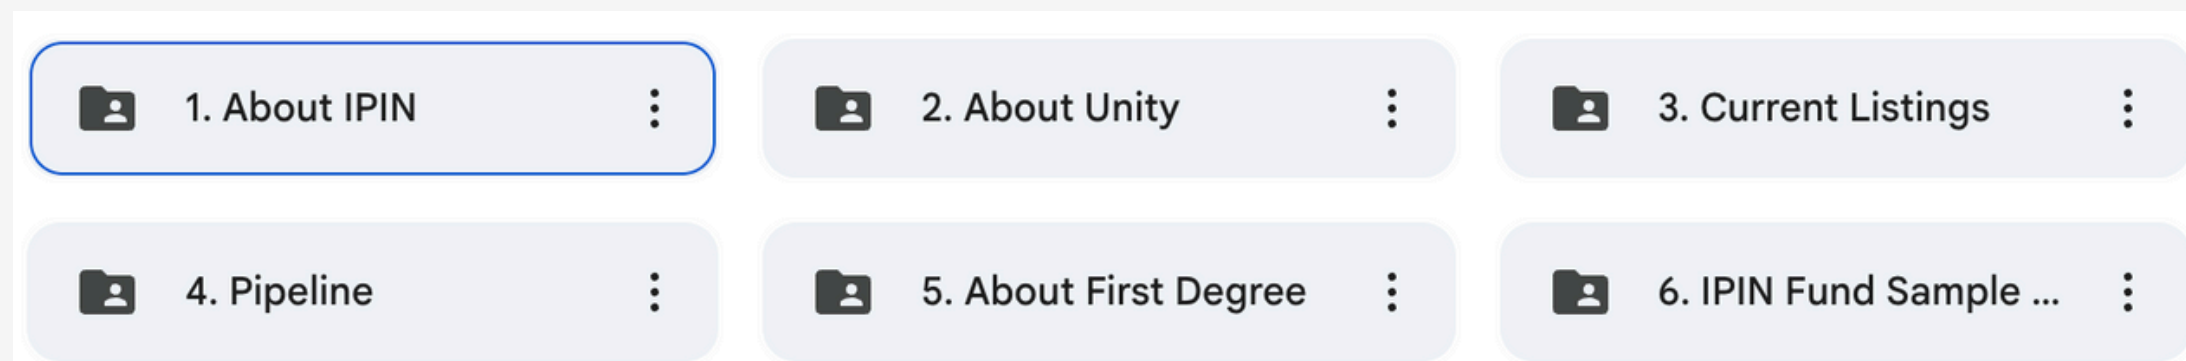 1. About IPIN
2. About Unity
3. Current Listings
4. Pipeline
5. About First Degree
6. IPIN Fund Sample ...